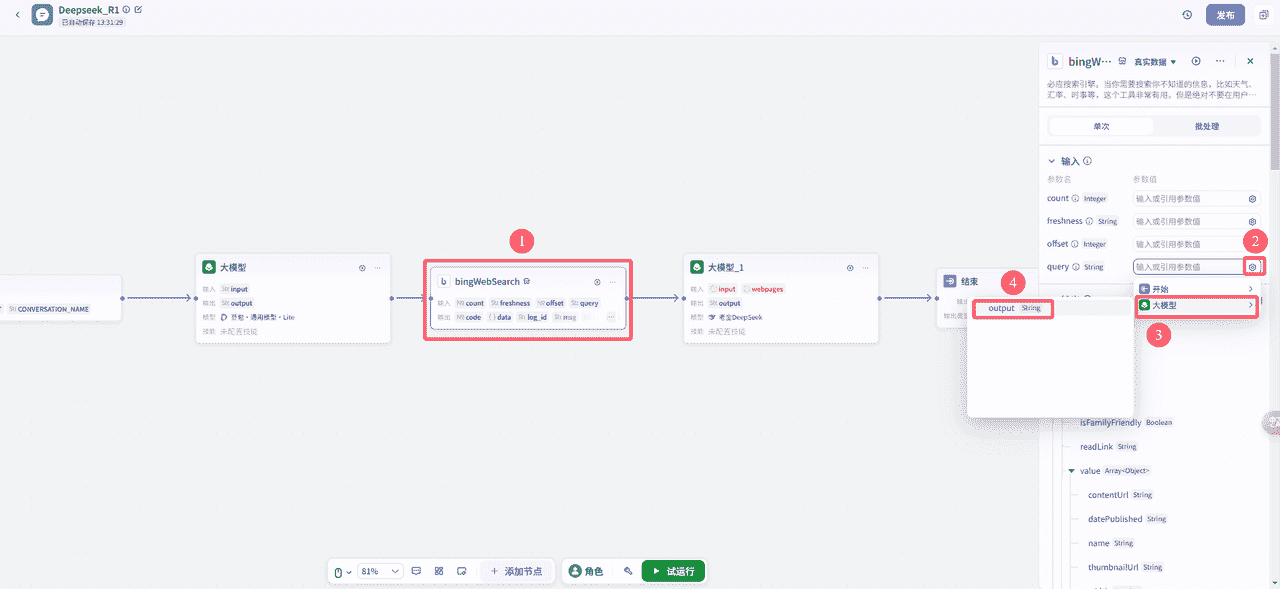 Deepseek_R1
已自动保存 13:31:29
发布
Str. CONVERSATION_NAME
大模型
输入 Str. input
输出 Str. output
模型 豆包・通用模型・Lite
技能 未配置技能
1
bingWebSearch
输入 count Str. freshness offset Str. query
输出 code data Str. log_id Str. msg
大模型_1
输入 input webpages
输出 Str. output
模型 老金DeepSeek
技能 未配置技能
结束
4
output String
bingW···
真实数据
必应搜索引擎。当你需要搜索你不知道的信息，比如天气、
汇率、时事等，这个工具非常有用。但是绝对不要在用户···
单次 批处理
输入
参数名 参数值
count Integer 输入或引用参数值
freshness String 输入或引用参数值
offset Integer 输入或引用参数值
2
query String 输入或引用参数值
开始
大模型
3
isFamilyFriendly Boolean
readLink String
value Array<Object>
contentUrl String
datePublished String
name String
thumbnailUrl String
81%
添加节点
角色
试运行